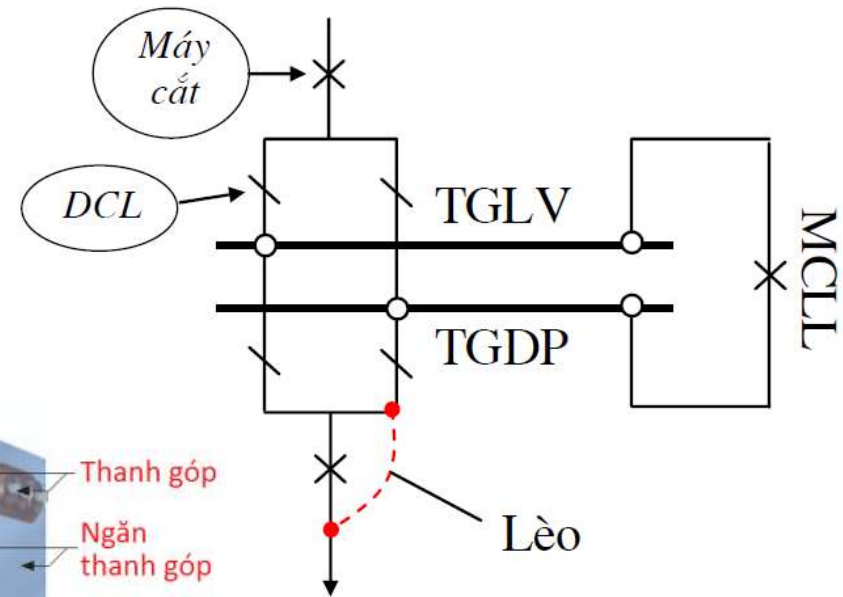 Máy
cắt
DCL
TGLV
MCLL
TGDP
Thanh góp
Ngăn
thanh góp
Lèo